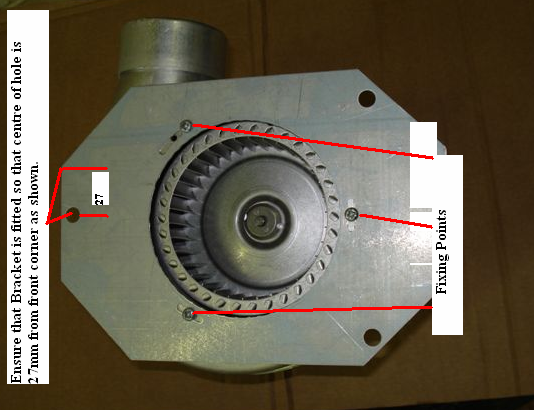 Ensure that Bracket is fitted so that centre of hole is
27mm from front corner as shown.
27
Fixing Points